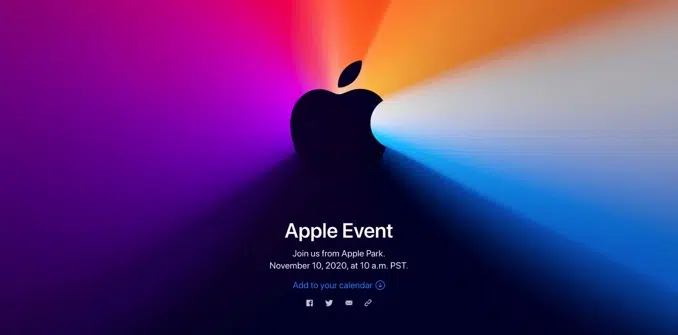 Apple Event
Join us from Apple Park.
November 10, 2020, at 10 a.m. PST.
Add to your calendar